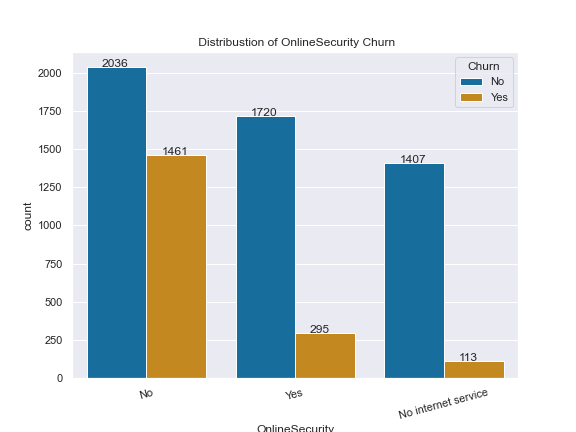 Distribustion of OnlineSecurity Churn
Churn
No
Yes
count
2000
1750
1500
1250
1000
750
500
250
0
2036
1461
1720
295
1407
113
No
Yes
No internet service
OnlineSecurity